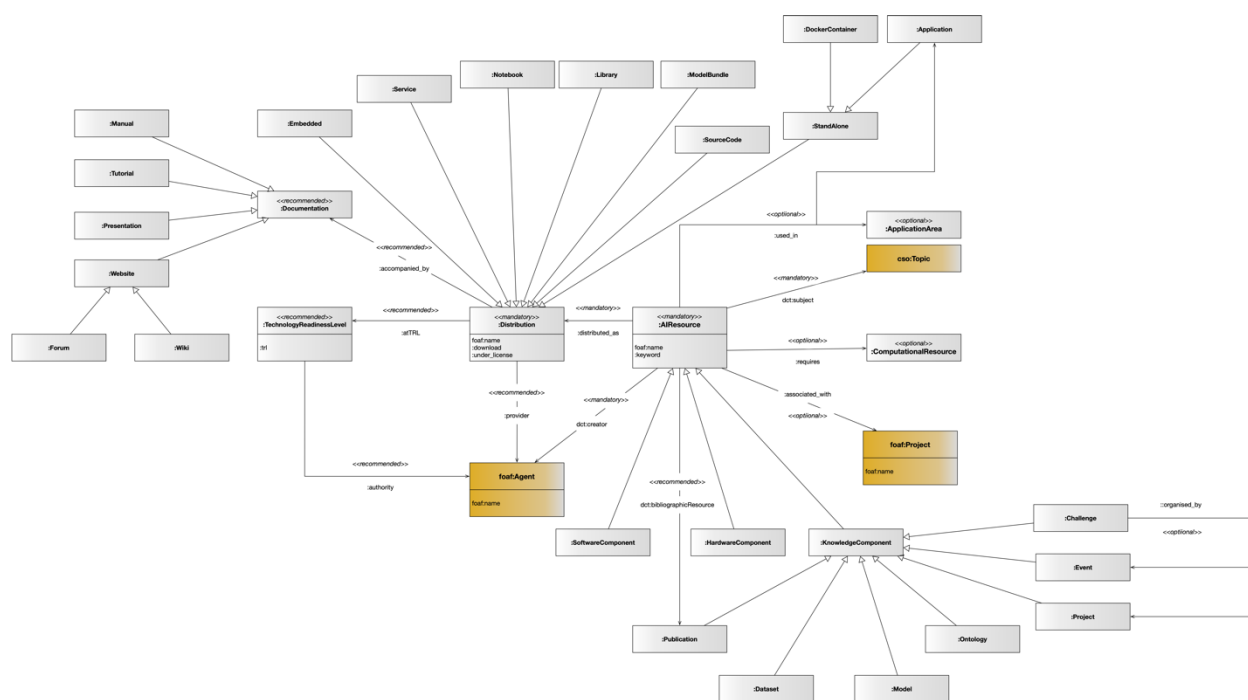 :DockerContainer
:Application
:Notebook
:Library
:ModelBundle
:Service
:Manual
:Embedded
:StandAlone
:SourceCode
:Tutorial
<<recommended>>
:Documentation
:Presentation
<<optional>>
:used_in
<<optional>>
:ApplicationArea
<<recommended>>
:accompanied_by
cso:Topic
:Website
<<mandatory>>
dct:subject
<<recommended>>
:TechnologyReadinessLevel
:trl
<<recommended>>
:atTRL
<<mandatory>>
:Distribution
foaf:name
:download
:under_license
<<mandatory>>
:distributed_as
<<mandatory>>
:AIResource
foaf:name
:keyword
:Forum
:Wiki
<<optional>>
:requires
<<optional>>
:ComputationalResource
<<recommended>>
:provider
<<mandatory>>
dct:creator
:associated_with
<<optional>>
foaf:Project
foaf:name
<<recommended>>
:authority
foaf:Agent
foaf:name
<<recommended>>
dct:bibliographicResource
:SoftwareComponent
:HardwareComponent
:KnowledgeComponent
:Challenge
::organised_by
<<optional>>
:Event
:Project
:Publication
:Ontology
:Dataset
:Model